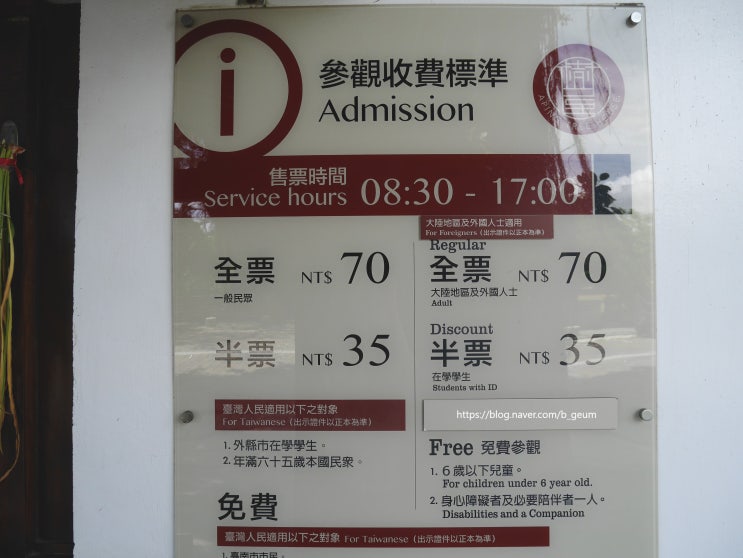 參觀收費標準
Admission
售票時間
Service hours 08:30 - 17:00
全票 NT$ 70
一般民眾
半票 NT$ 35
臺灣人民適用以下之對象
For Taiwanese (出示證件以正本為準)
1. 外縣市在學學生。
2. 年滿六十五歲本國民眾。
免費
臺灣人民適用以下之對象 For Taiwanese (出示證件以正本為準)
1. 臺南市市民。
大陸地區及外國人士適用
For Foreigners (出示證件以正本為準)
Regular
全票 NT$ 70
大陸地區及外國人士
Adult
Discount
半票 NT$ 35
在學學生
Students with ID
https://blog.naver.com/b_geum
Free 免費參觀
1. 6 歲以下兒童。
For children under 6 year old.
2. 身心障礙者及必要陪伴者一人。
Disabilities and a Companion